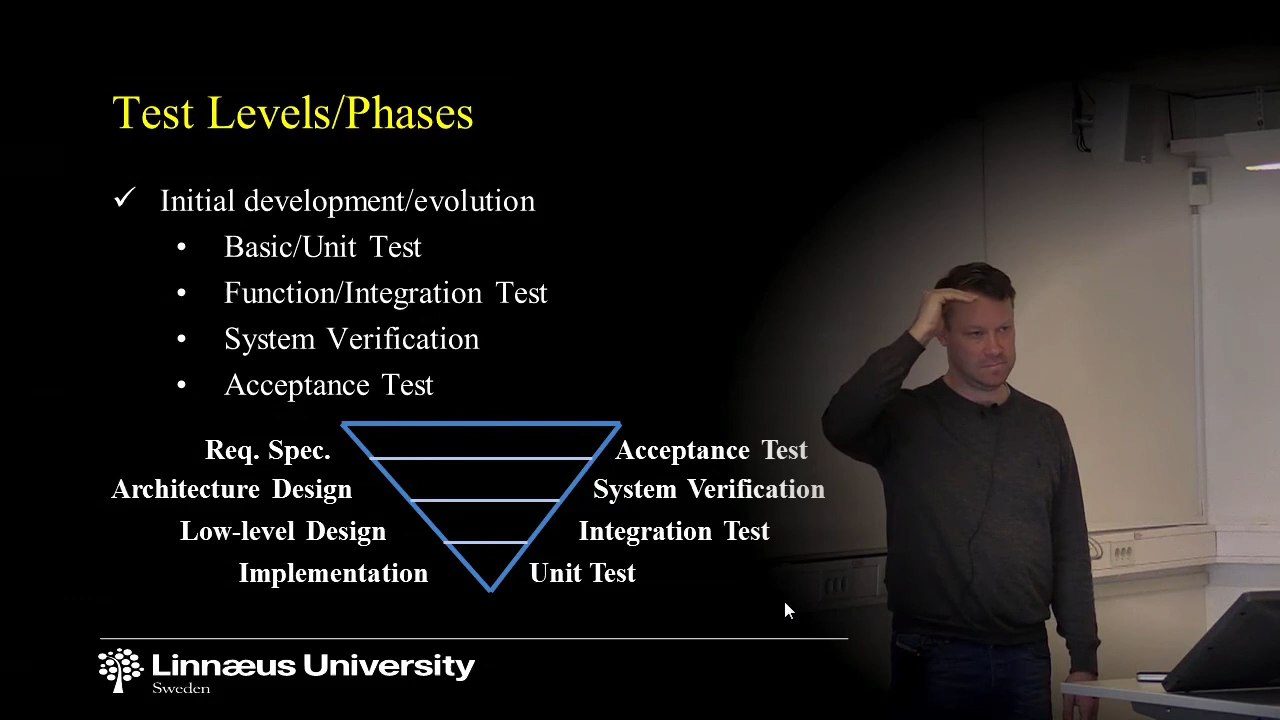 Test Levels/Phases
✓ Initial development/evolution
• Basic/Unit Test
• Function/Integration Test
• System Verification
• Acceptance Test
Req. Spec. Acceptance Test
Architecture Design System Verification
Low-level Design Integration Test
Implementation Unit Test
Linnæus University
Sweden